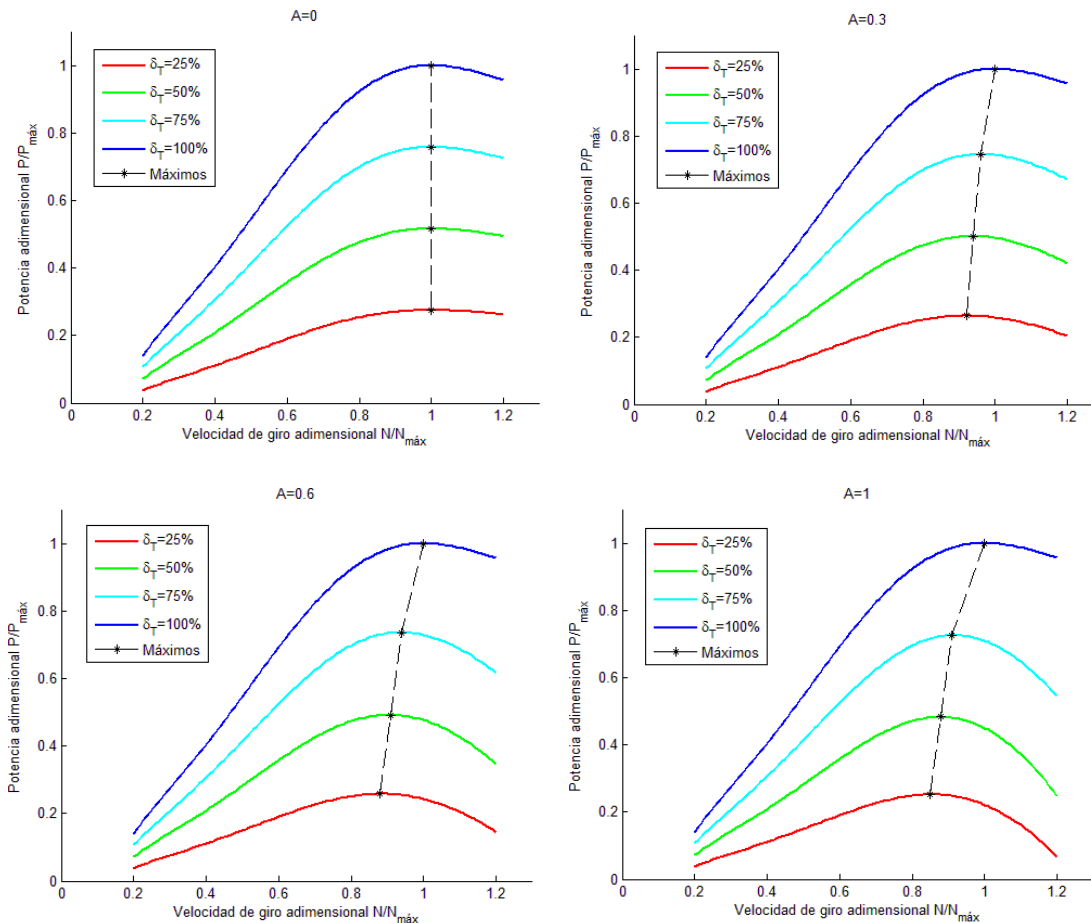 A=0
δT=25%
δT=50%
δT=75%
δT=100%
Máximos
Potencia adimensional P/Pmáx
1
0.8
0.6
0.4
0.2
0
0 0.2 0.4 0.6 0.8 1 1.2
Velocidad de giro adimensional N/Nmáx
A=0.3
δT=25%
δT=50%
δT=75%
δT=100%
Máximos
Potencia adimensional P/Pmáx
1
0.8
0.6
0.4
0.2
0
0 0.2 0.4 0.6 0.8 1 1.2
Velocidad de giro adimensional N/Nmáx
A=0.6
δT=25%
δT=50%
δT=75%
δT=100%
Máximos
Potencia adimensional P/Pmáx
1
0.8
0.6
0.4
0.2
0
0 0.2 0.4 0.6 0.8 1 1.2
Velocidad de giro adimensional N/Nmáx
A=1
δT=25%
δT=50%
δT=75%
δT=100%
Máximos
Potencia adimensional P/Pmáx
1
0.8
0.6
0.4
0.2
0
0 0.2 0.4 0.6 0.8 1 1.2
Velocidad de giro adimensional N/Nmáx